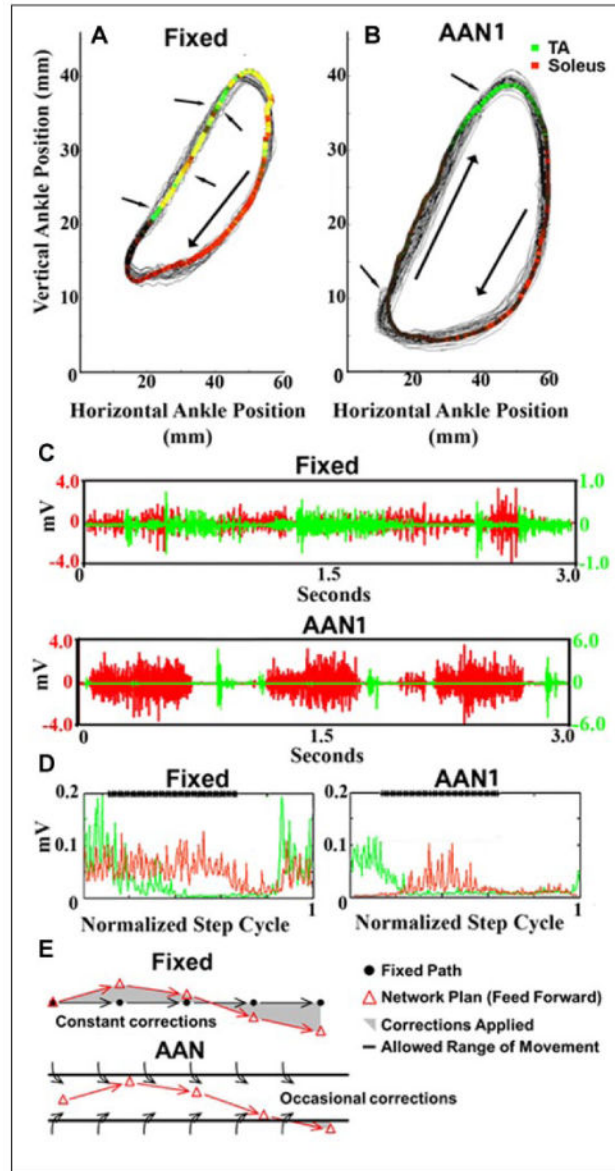 A Fixed
B AAN1
TA
Soleus
Vertical Ankle Position (mm)
40
30
20
10
0
20 40 60
Horizontal Ankle Position
(mm)
40
30
20
10
0
20 40 60
Horizontal Ankle Position
(mm)
C
Fixed
mV
4.0
0
-4.0
1.0
0
-1.0
0 1.5 3.0
Seconds
AAN1
mV
4.0
0
-4.0
6.0
0
-6.0
0 1.5 3.0
Seconds
D Fixed AAN1
mV
0.2
0.1
0
1
Normalized Step Cycle
0.2
0.1
0
1
Normalized Step Cycle
E
Fixed
Constant corrections
AAN
Occasional corrections
Fixed Path
Network Plan (Feed Forward)
Corrections Applied
Allowed Range of Movement